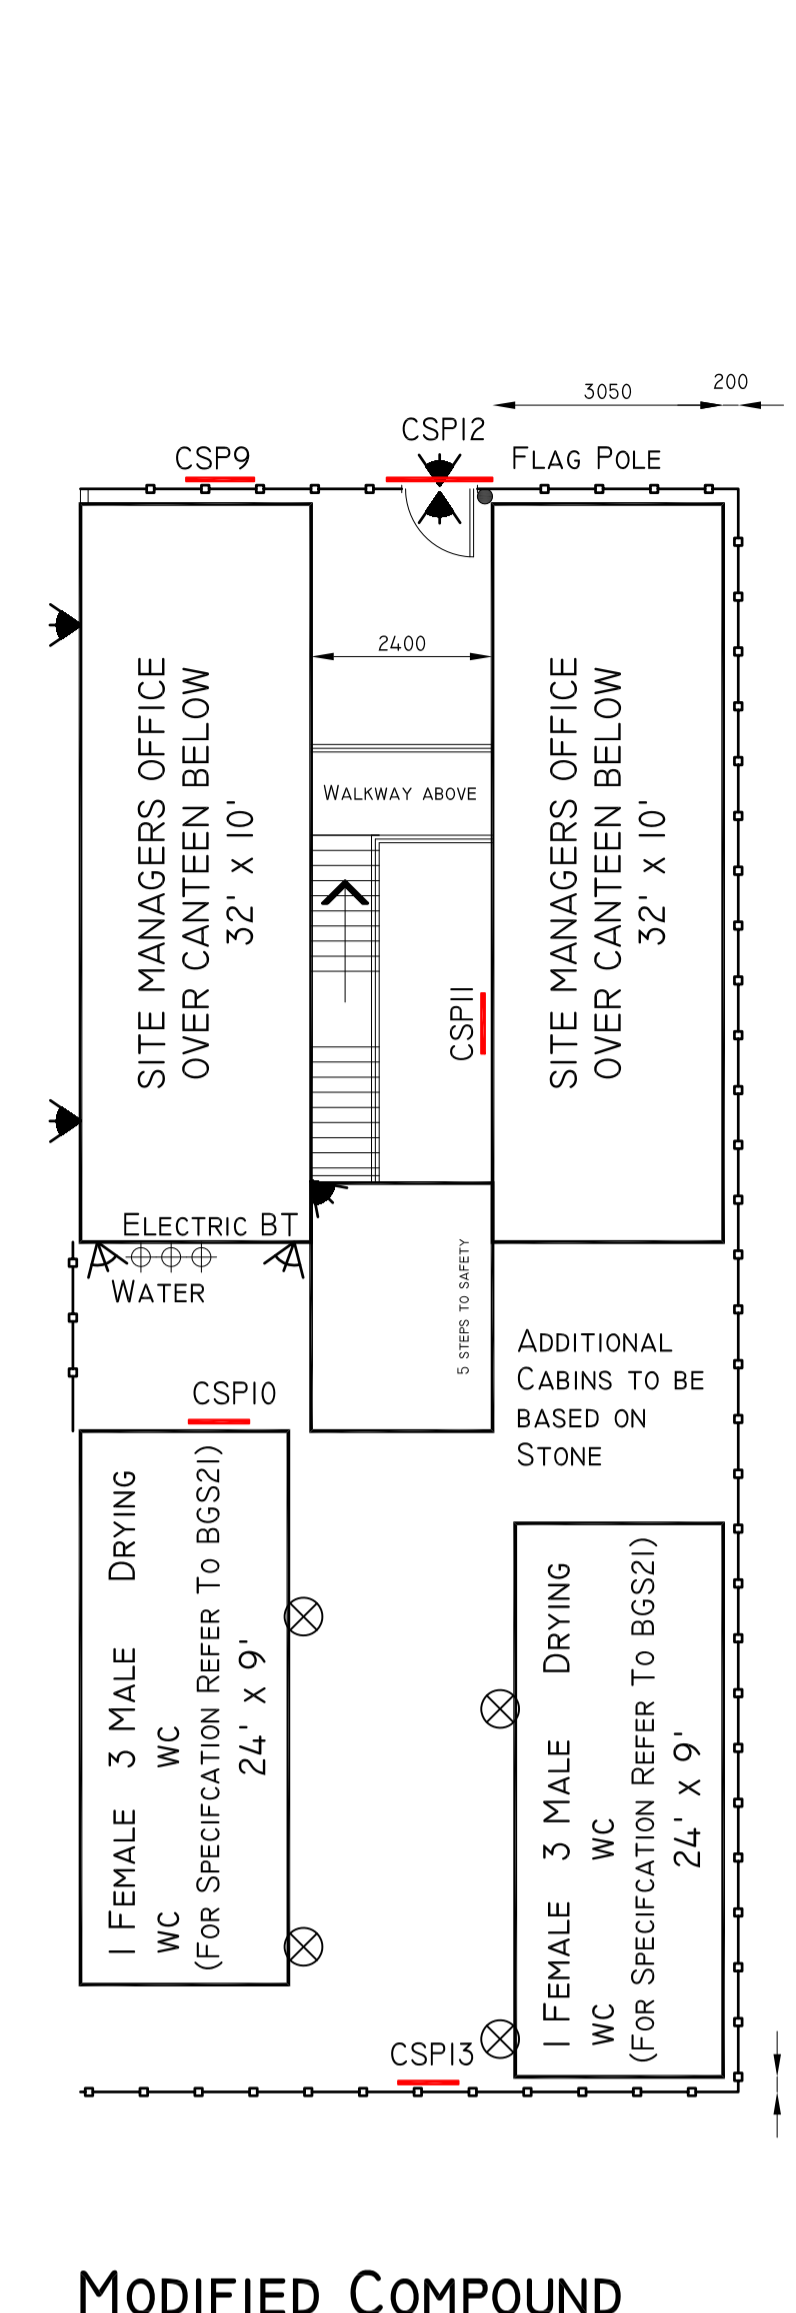 3050
200
CSP12
CSP9
FLAG POLE
2400
SITE MANAGERS OFFICE
OVER CANTEEN BELOW
32' X 10'
WALKWAY ABOVE
SITE MANAGERS OFFICE
OVER CANTEEN BELOW
32' X 10'
CSP11
ELECTRIC BT
WATER
5 STEPS TO SAFETY
ADDITIONAL
CABINS TO BE
BASED ON
STONE
CSP10
1 FEMALE 3 MALE DRYING
WC WC
(FOR SPECIFCATION REFER TO BGS21)
24' X 9'
1 FEMALE 3 MALE DRYING
WC WC
(FOR SPECIFCATION REFER TO BGS21)
24' X 9'
CSP13
MODIFIED COMPOUND